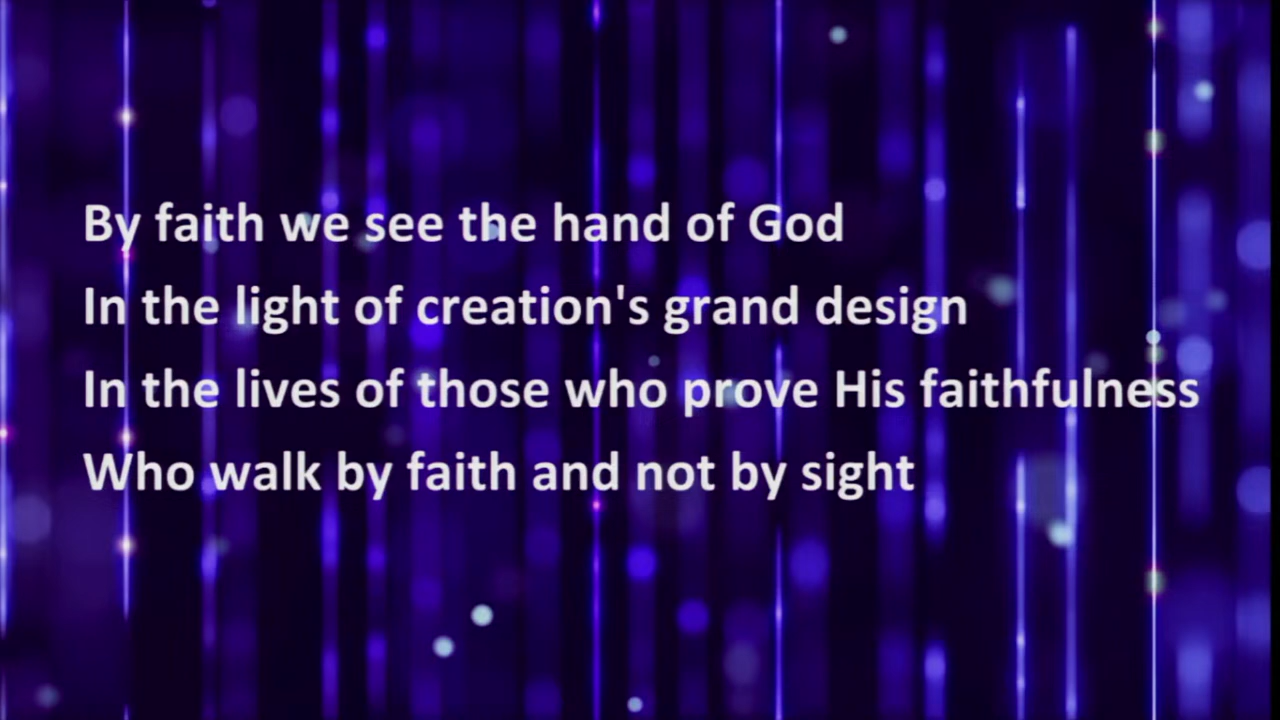 By faith we see the hand of God
In the light of creation's grand design
In the lives of those who prove His faithfulness
Who walk by faith and not by sight